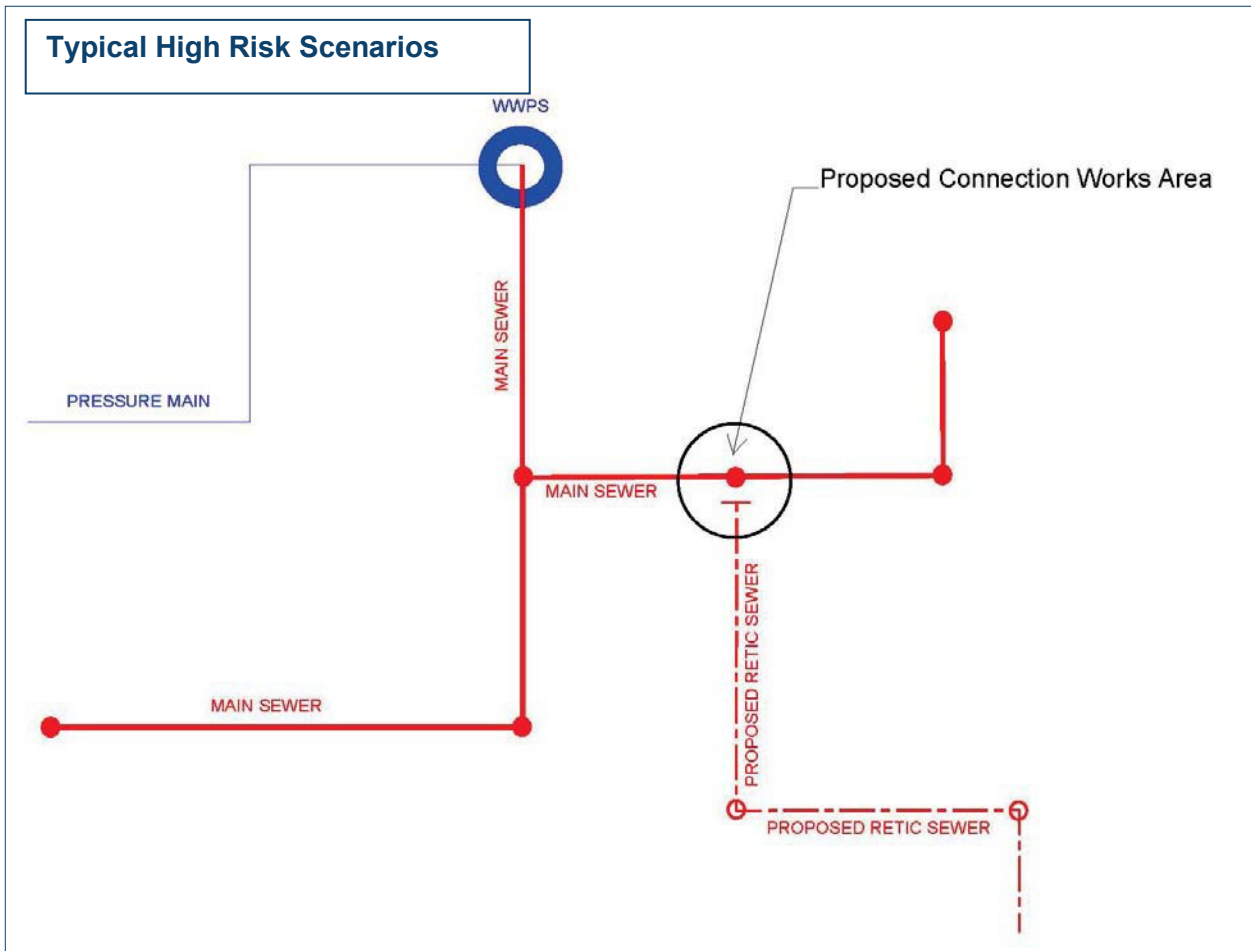 Typical High Risk Scenarios
WWPS
Proposed Connection Works Area
MAIN SEWER
PRESSURE MAIN
MAIN SEWER
PROPOSED RETIC SEWER
MAIN SEWER
PROPOSED RETIC SEWER